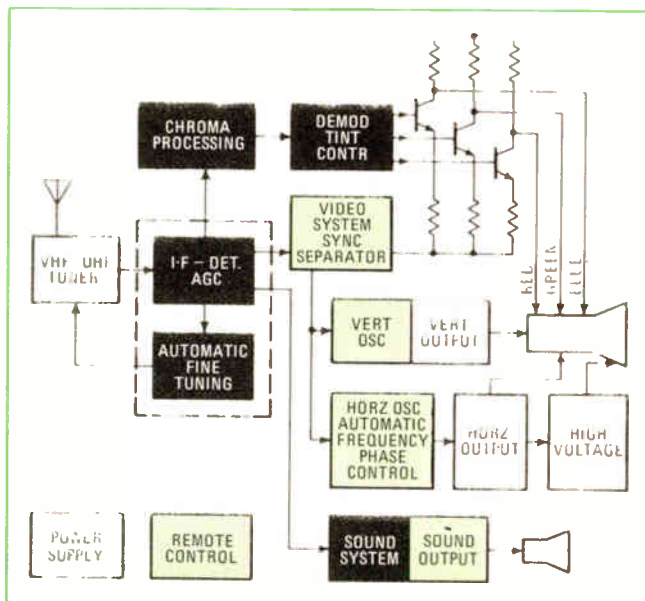 CHROMA
PROCESSING
DEMOD
TINT
CONTR
VIDEO
SYSTEM
SYNC
SEPARATOR
VHF UHF
TUNER
I-F – DET.
AGC
AUTOMATIC
FINE
TUNING
RED
GREEN
BLUE
VERT
OSC
VERT
OUTPUT
HORZ OSC
AUTOMATIC
FREQUENCY
PHASE
CONTROL
HORZ
OUTPUT
HIGH
VOLTAGE
POWER
SUPPLY
REMOTE
CONTROL
SOUND
SYSTEM
SOUND
OUTPUT